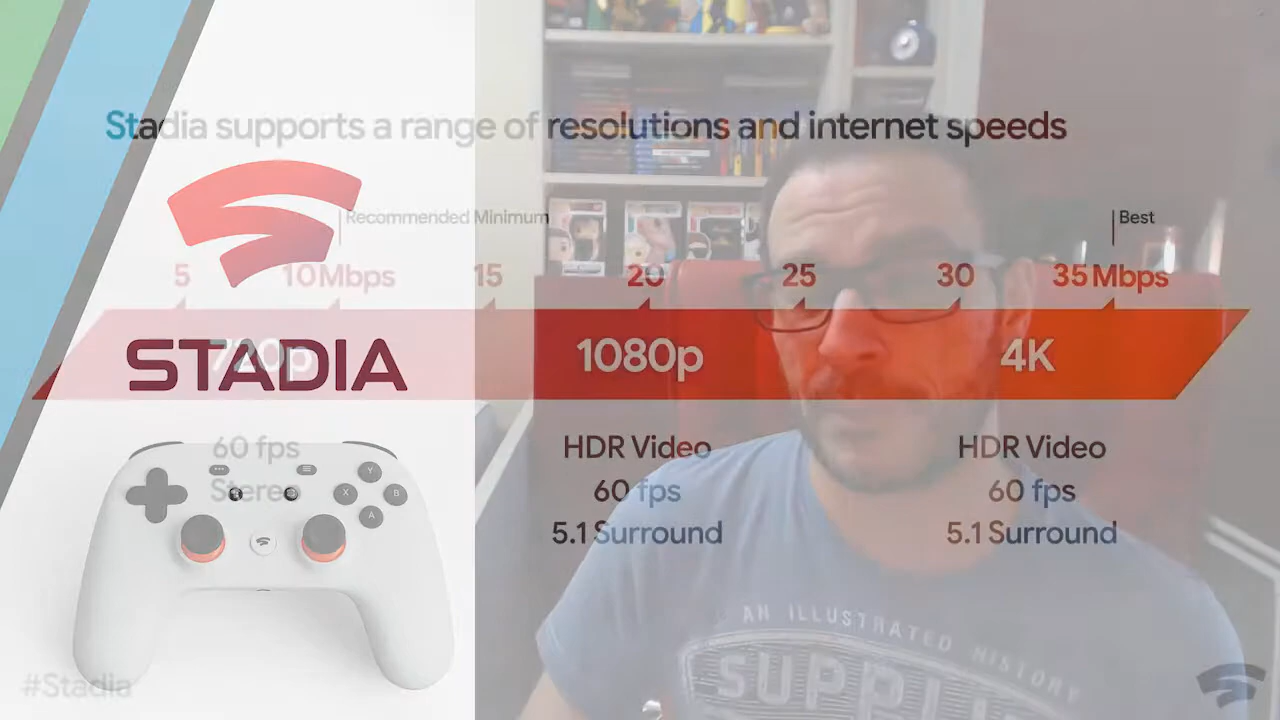 Stadia supports a range of resolutions and internet speeds
Recommended Minimum
Best
5
10 Mbps
15
20
25
30
35 Mbps
720p
1080p
4K
STADIA
60 fps
Stereo
HDR Video
60 fps
5.1 Surround
HDR Video
60 fps
5.1 Surround
Y
X
B
A
AN ILLUSTRATED HISTORY
#Stadia